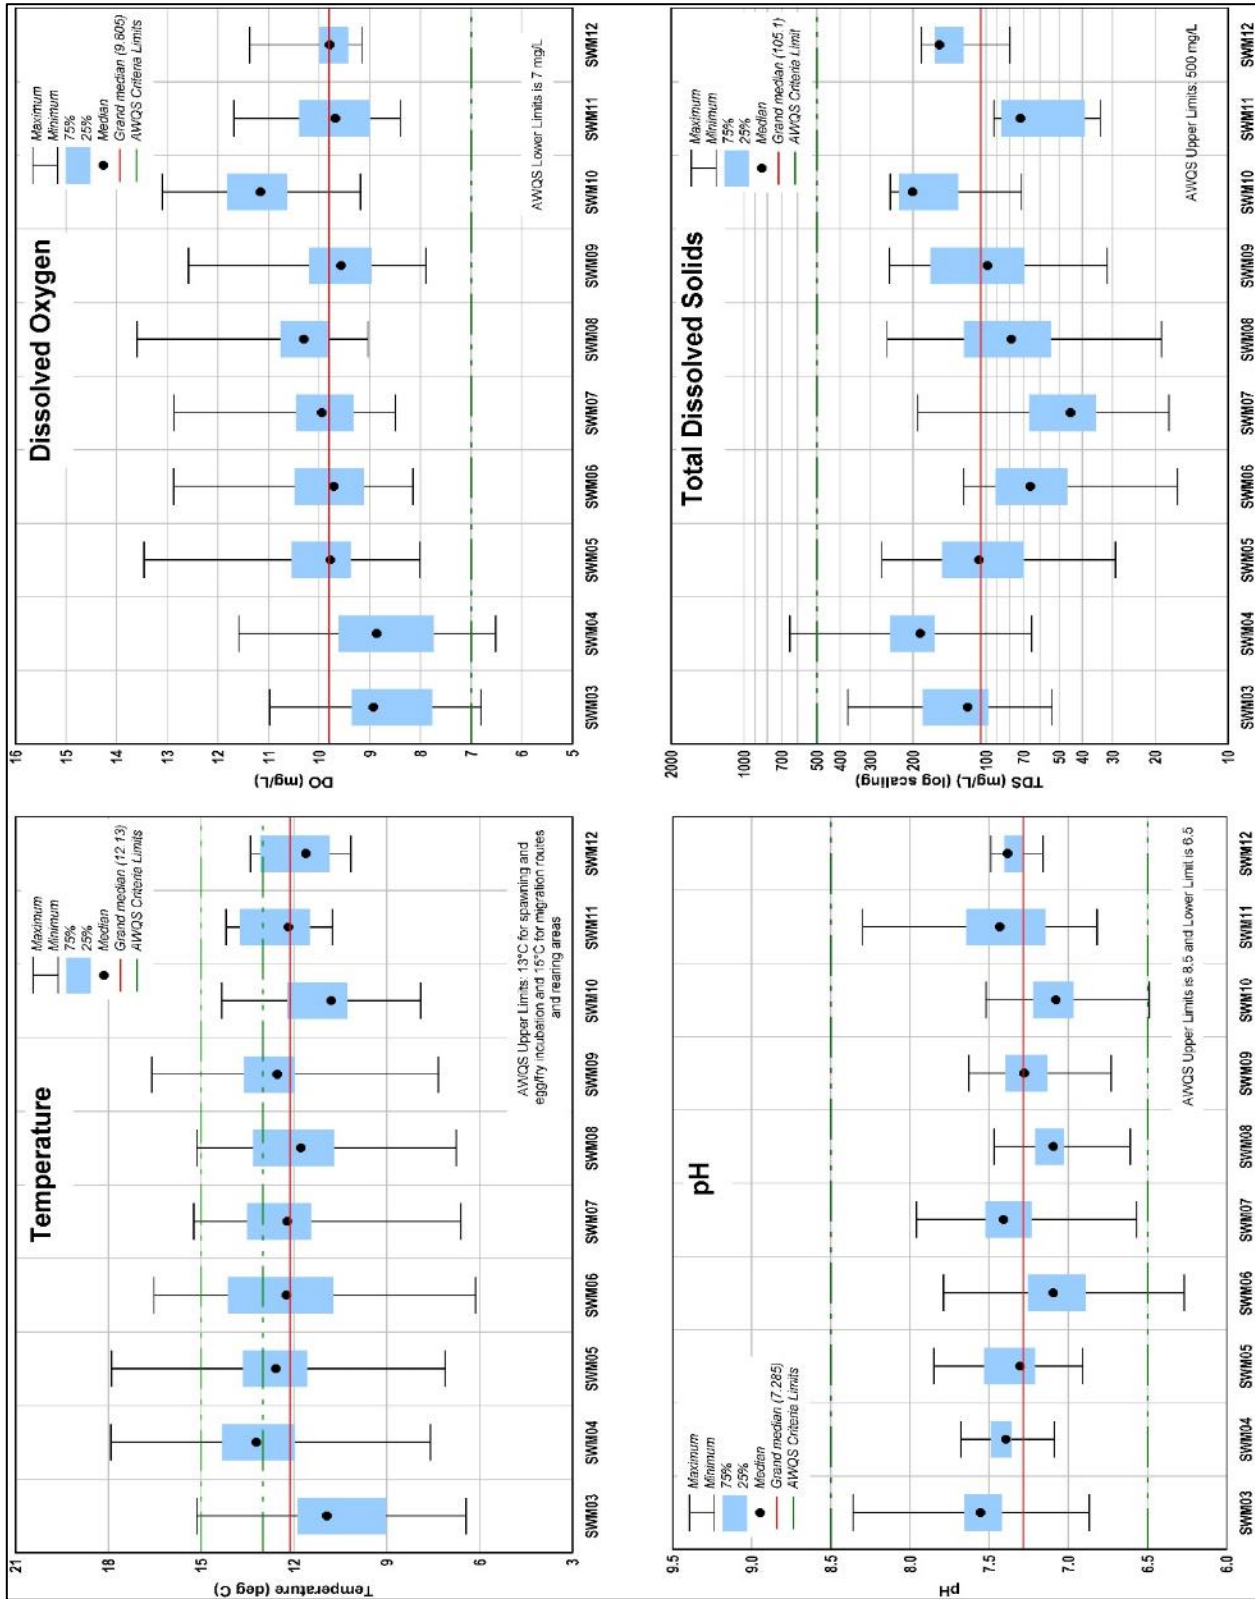 Temperature
Maximum
Minimum
75%
25%
Median
Grand median (12.13)
AWQS Criteria Limits
21
18
15
12
9
6
3
Temperature (deg C)
AWQS Upper Limits: 13°C for spawning and
egg/fry incubation and 15°C for migration routes
and rearing areas
SWM03
SWM04
SWM05
SWM06
SWM07
SWM08
SWM09
SWM10
SWM11
SWM12
Dissolved Oxygen
Maximum
Minimum
75%
25%
Median
Grand median (9.805)
AWQS Criteria Limits
16
15
14
13
12
11
10
9
8
7
6
5
DO (mg/L)
AWQS Lower Limits is 7 mg/L
SWM03
SWM04
SWM05
SWM06
SWM07
SWM08
SWM09
SWM10
SWM11
SWM12
pH
Maximum
Minimum
75%
25%
Median
Grand median (7.285)
AWQS Criteria Limits
9.5
9.0
8.5
8.0
7.5
7.0
6.5
6.0
pH
AWQS Upper Limits is 8.5 and Lower Limit is 6.5
SWM03
SWM04
SWM05
SWM06
SWM07
SWM08
SWM09
SWM10
SWM11
SWM12
Total Dissolved Solids
Maximum
Minimum
75%
25%
Median
Grand median (105.1)
AWQS Criteria Limit
2000
1000
700
500
400
300
200
100
70
50
40
30
20
10
TDS (mg/L) (log scaling)
AWQS Upper Limits: 500 mg/L
SWM03
SWM04
SWM05
SWM06
SWM07
SWM08
SWM09
SWM10
SWM11
SWM12